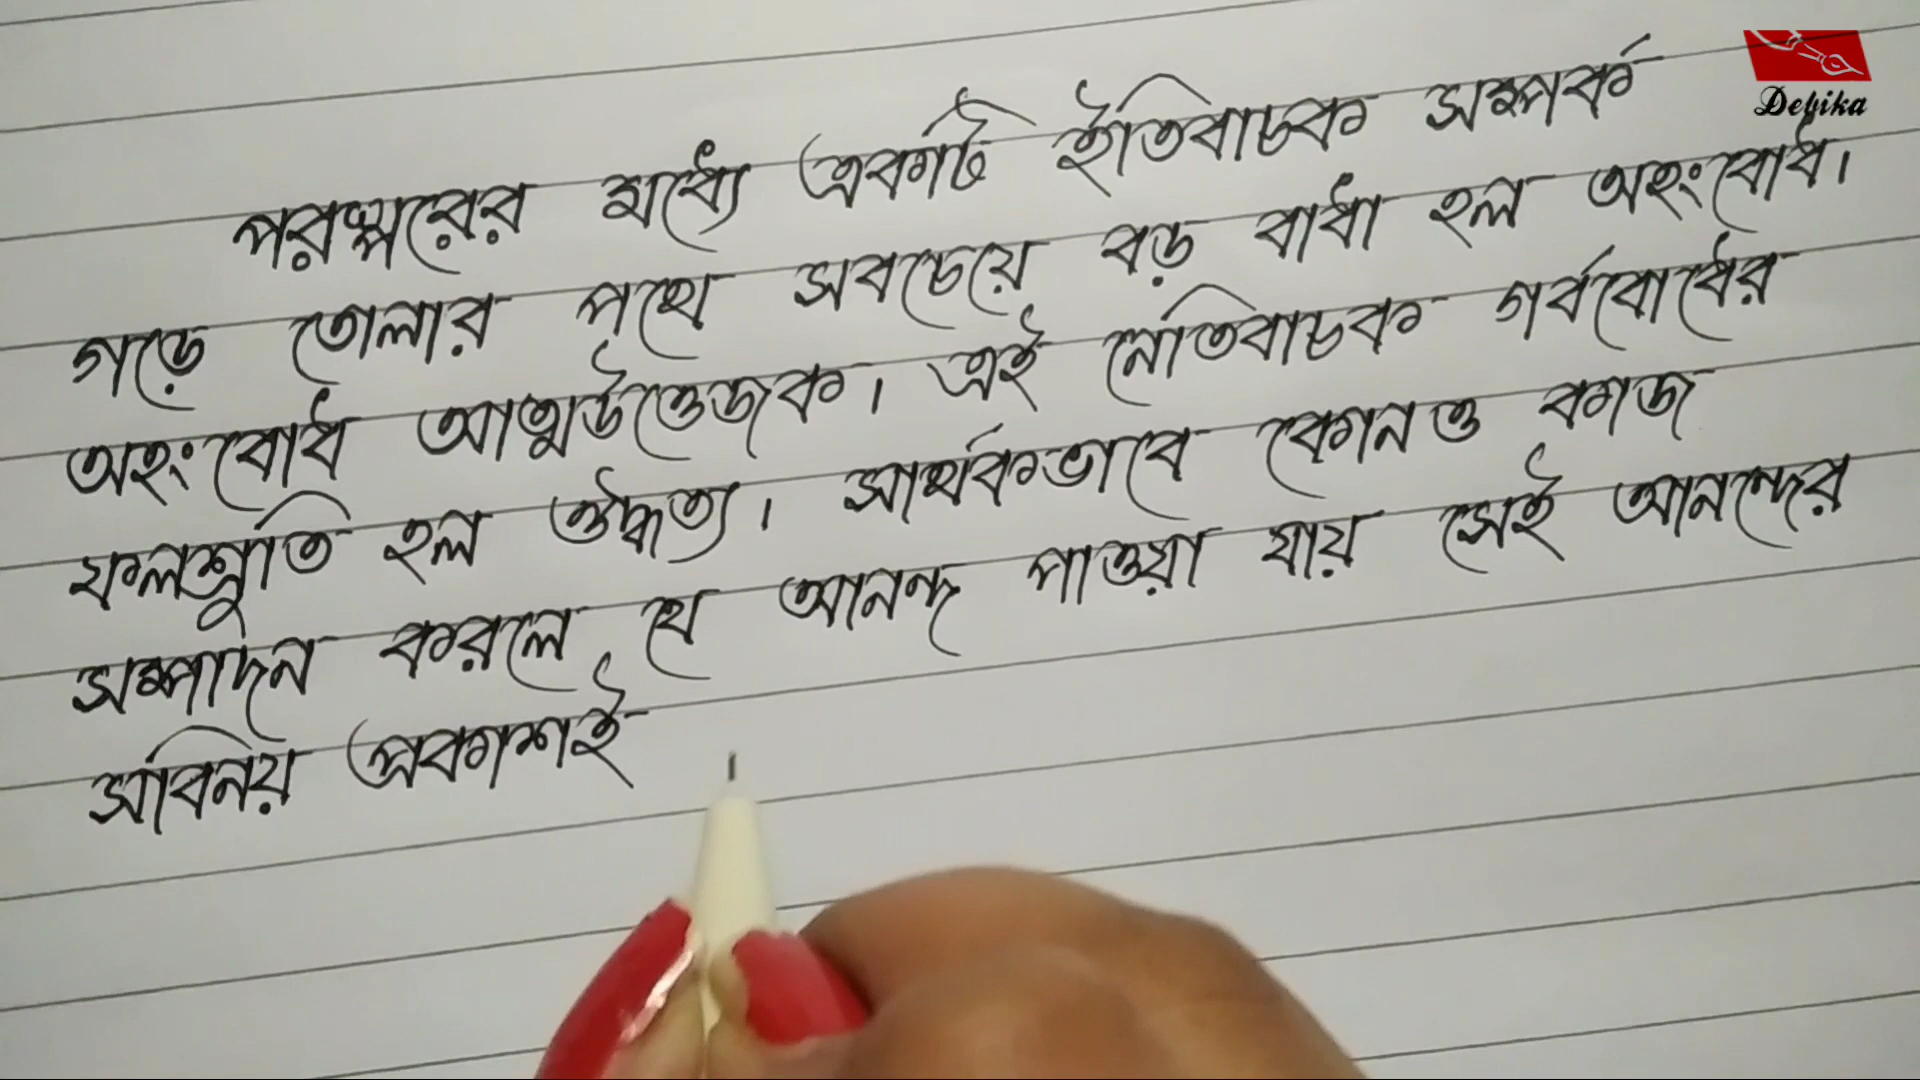 Debika
পরস্পরের মধ্যে একটি ইতিবাচক সম্পর্ক
গড়ে তোলার পথে সবচেয়ে বড় বাধা হল অহংবোধ।
অহংবোধ আত্মউত্তেজক। এই নেতিবাচক গর্ববোধের
ফলশ্রুতি হল ঔদ্ধত্য। সার্থকভাবে কোনও কাজ
সম্পাদন করলে যে আনন্দ পাওয়া যায় সেই আনন্দের
সবিনয় প্রকাশই